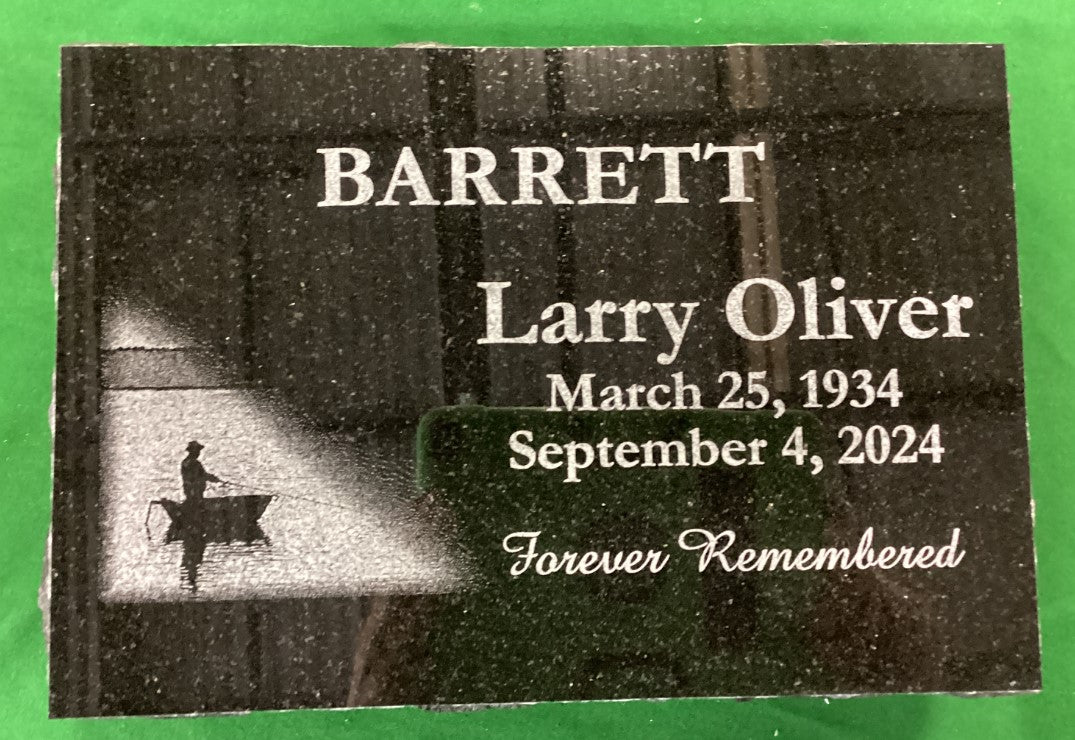 BARRETT
Larry Oliver
March 25, 1934
September 4, 2024
Forever Remembered